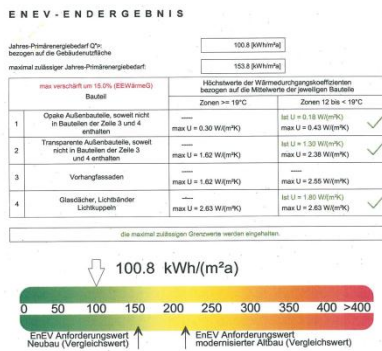 ENEV-ENDERGEBNIS
Jahres-Primärenergiebedarf Q"p:
bezogen auf die Gebäudenutzfläche
100.8 [kWh/m²a]
maximal zulässiger Jahres-Primärenergiebedarf:
153.8 [kWh/m²a]
max verschärft um 15.0% (EEWärmeG)
Bauteil
Höchstwerte der Wärmedurchgangskoeffizienten
bezogen auf die Mittelwerte der jeweiligen Bauteile
Zonen >= 19°C
Zonen 12 bis < 19°C
1
Opake Außenbauteile, soweit nicht
in Bauteilen der Zeile 3 und 4
enthalten
----
max U = 0.30 W/(m²K)
Ist U = 0.18 W/(m²K)
max U = 0.43 W/(m²K)
2
Transparente Außenbauteile, soweit
nicht in Bauteilen der Zeile 3
und 4 enthalten
----
max U = 1.62 W/(m²K)
Ist U = 1.30 W/(m²K)
max U = 2.38 W/(m²K)
3
Vorhangfassaden
----
max U = 1.62 W/(m²K)
----
max U = 2.55 W/(m²K)
4
Glasdächer, Lichtbänder
Lichtkuppeln
----
max U = 2.63 W/(m²K)
Ist U = 1.80 W/(m²K)
max U = 2.63 W/(m²K)
die maximal zulässigen Grenzwerte werden eingehalten.
100.8 kWh/(m²a)
0 50 100 150 200 250 300 350 400 >400
EnEV Anforderungswert
Neubau (Vergleichswert)
EnEV Anforderungswert
modernisierter Altbau (Vergleichswert)